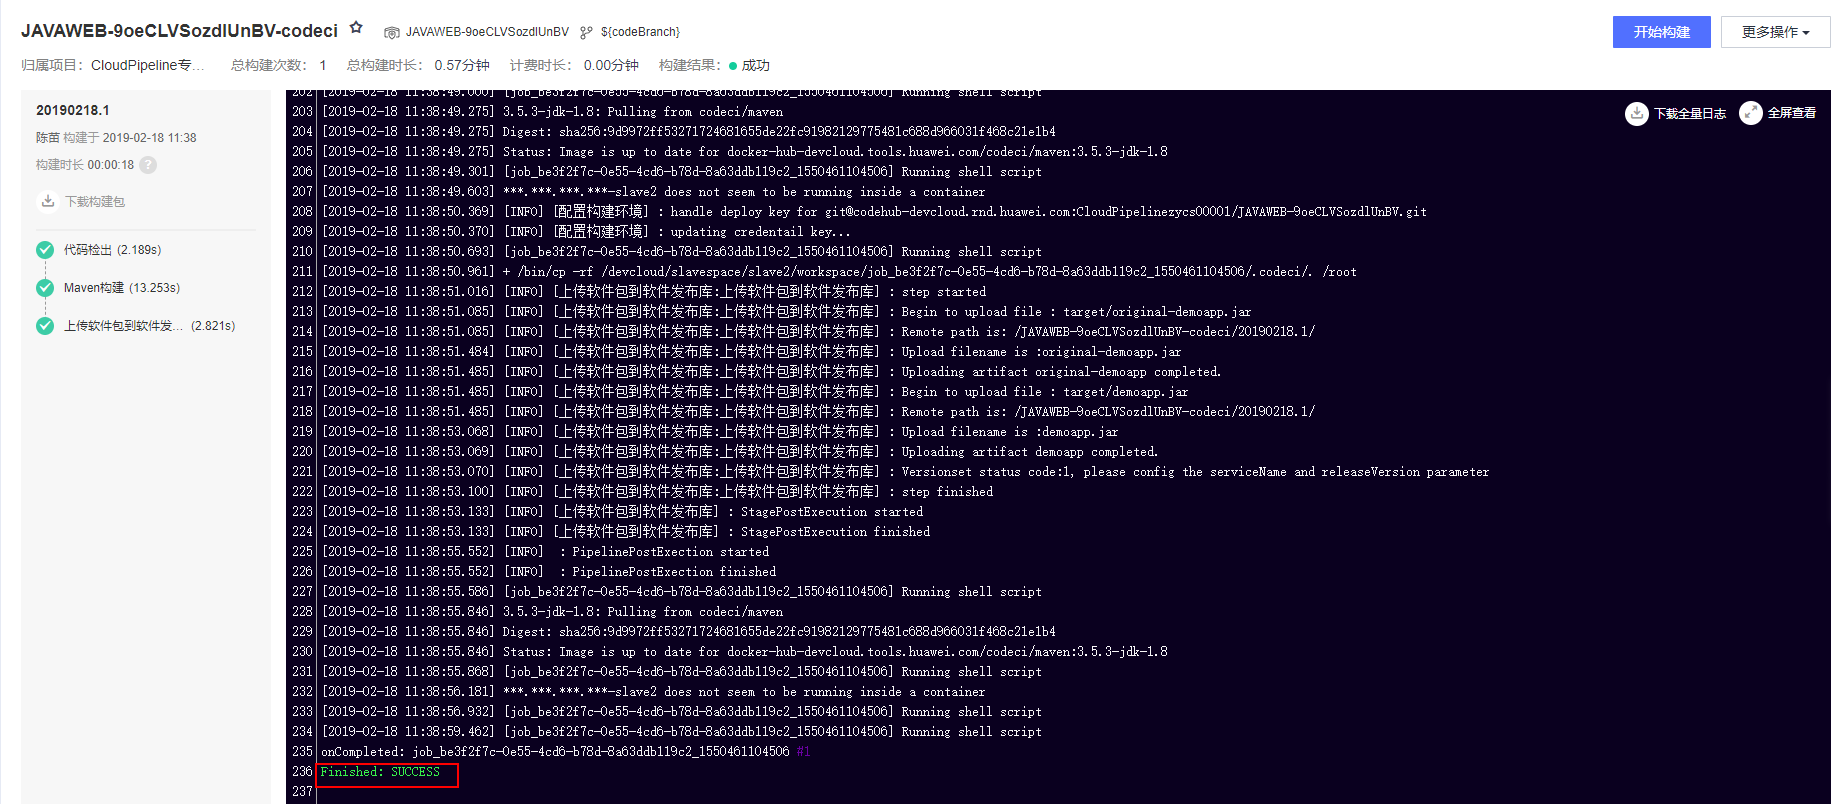 JAVAWEB-9oeCLVSozdlUnBV-codeci JAVAWEB-9oeCLVSozdlUnBV ${codeBranch} 开始构建 更多操作
归属项目: CloudPipeline专... 总构建次数: 1 总构建时长: 0.57分钟 计费时长: 0.00分钟 构建结果: 成功
20190218.1
陈苗 构建于 2019-02-18 11:38
构建时长 00:00:18 ?
下载构建包
代码检出 (2.189s)
Maven构建 (13.253s)
上传软件包到软件发... (2.821s)
下载全量日志 全屏查看
202 [2019-02-18 11:38:49.000] [job_be3f2f7c-0e55-4cd6-b78d-8a63ddb119c2_1550461104506] Running shell script
203 [2019-02-18 11:38:49.275] 3.5.3-jdk-1.8: Pulling from codeci/maven
204 [2019-02-18 11:38:49.275] Digest: sha256:9d9972ff53271724681655de22fc91982129775481c688d966031f468c21e1b4
205 [2019-02-18 11:38:49.275] Status: Image is up to date for docker-hub-devcloud.tools.huawei.com/codeci/maven:3.5.3-jdk-1.8
206 [2019-02-18 11:38:49.301] [job_be3f2f7c-0e55-4cd6-b78d-8a63ddb119c2_1550461104506] Running shell script
207 [2019-02-18 11:38:49.603] ***.***.***.***-slave2 does not seem to be running inside a container
208 [2019-02-18 11:38:50.369] [INFO] [配置构建环境] : handle deploy key for git@codehub-devcloud.rnd.huawei.com:CloudPipelinezycs00001/JAVAWEB-9oeCLVSozdlUnBV.git
209 [2019-02-18 11:38:50.370] [INFO] [配置构建环境] : updating credentail key...
210 [2019-02-18 11:38:50.693] [job_be3f2f7c-0e55-4cd6-b78d-8a63ddb119c2_1550461104506] Running shell script
211 [2019-02-18 11:38:50.961] + /bin/cp -rf /devcloud/slavespace/slave2/workspace/job_be3f2f7c-0e55-4cd6-b78d-8a63ddb119c2_1550461104506/.codeci/. /root
212 [2019-02-18 11:38:51.016] [INFO] [上传软件包到软件发布库:上传软件包到软件发布库] : step started
213 [2019-02-18 11:38:51.085] [INFO] [上传软件包到软件发布库:上传软件包到软件发布库] : Begin to upload file : target/original-demoapp.jar
214 [2019-02-18 11:38:51.085] [INFO] [上传软件包到软件发布库:上传软件包到软件发布库] : Remote path is: /JAVAWEB-9oeCLVSozdlUnBV-codeci/20190218.1/
215 [2019-02-18 11:38:51.484] [INFO] [上传软件包到软件发布库:上传软件包到软件发布库] : Upload filename is :original-demoapp.jar
216 [2019-02-18 11:38:51.485] [INFO] [上传软件包到软件发布库:上传软件包到软件发布库] : Uploading artifact original-demoapp completed.
217 [2019-02-18 11:38:51.485] [INFO] [上传软件包到软件发布库:上传软件包到软件发布库] : Begin to upload file : target/demoapp.jar
218 [2019-02-18 11:38:51.485] [INFO] [上传软件包到软件发布库:上传软件包到软件发布库] : Remote path is: /JAVAWEB-9oeCLVSozdlUnBV-codeci/20190218.1/
219 [2019-02-18 11:38:53.068] [INFO] [上传软件包到软件发布库:上传软件包到软件发布库] : Upload filename is :demoapp.jar
220 [2019-02-18 11:38:53.069] [INFO] [上传软件包到软件发布库:上传软件包到软件发布库] : Uploading artifact demoapp completed.
221 [2019-02-18 11:38:53.070] [INFO] [上传软件包到软件发布库:上传软件包到软件发布库] : Versionset status code:1, please config the serviceName and releaseVersion parameter
222 [2019-02-18 11:38:53.100] [INFO] [上传软件包到软件发布库:上传软件包到软件发布库] : step finished
223 [2019-02-18 11:38:53.133] [INFO] [上传软件包到软件发布库] : StagePostExecution started
224 [2019-02-18 11:38:53.133] [INFO] [上传软件包到软件发布库] : StagePostExecution finished
225 [2019-02-18 11:38:55.552] [INFO] : PipelinePostExection started
226 [2019-02-18 11:38:55.552] [INFO] : PipelinePostExection finished
227 [2019-02-18 11:38:55.586] [job_be3f2f7c-0e55-4cd6-b78d-8a63ddb119c2_1550461104506] Running shell script
228 [2019-02-18 11:38:55.846] 3.5.3-jdk-1.8: Pulling from codeci/maven
229 [2019-02-18 11:38:55.846] Digest: sha256:9d9972ff53271724681655de22fc91982129775481c688d966031f468c21e1b4
230 [2019-02-18 11:38:55.846] Status: Image is up to date for docker-hub-devcloud.tools.huawei.com/codeci/maven:3.5.3-jdk-1.8
231 [2019-02-18 11:38:55.868] [job_be3f2f7c-0e55-4cd6-b78d-8a63ddb119c2_1550461104506] Running shell script
232 [2019-02-18 11:38:56.181] ***.***.***.***-slave2 does not seem to be running inside a container
233 [2019-02-18 11:38:56.932] [job_be3f2f7c-0e55-4cd6-b78d-8a63ddb119c2_1550461104506] Running shell script
234 [2019-02-18 11:38:59.462] [job_be3f2f7c-0e55-4cd6-b78d-8a63ddb119c2_1550461104506] Running shell script
235 onCompleted: job_be3f2f7c-0e55-4cd6-b78d-8a63ddb119c2_1550461104506 #1
236 Finished: SUCCESS
237